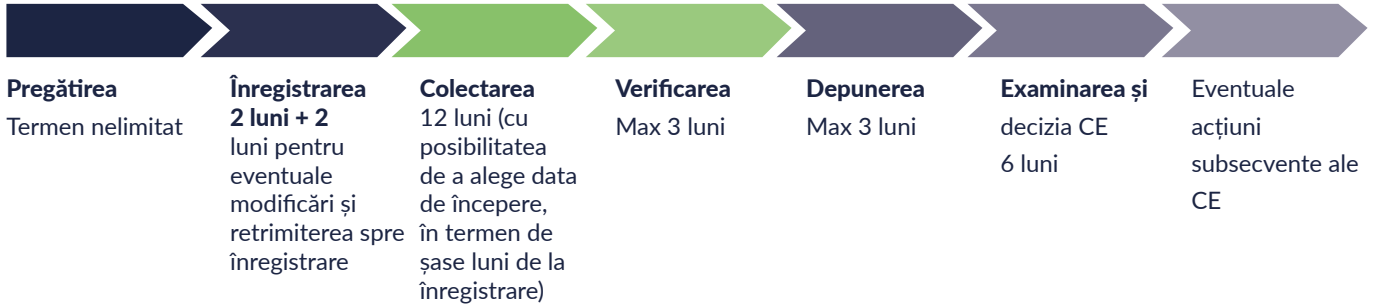 Pregătirea
Termen nelimitat
Înregistrarea
2 luni + 2
luni pentru
eventuale
modificări și
retrimiterea spre
înregistrare
Colectarea
12 luni (cu
posibilitatea
de a alege data
de începere,
în termen de
șase luni de la
înregistrare)
Verificarea
Max 3 luni
Depunerea
Max 3 luni
Examinarea și
decizia CE
6 luni
Eventuale
acțiuni
subsecvente ale
CE